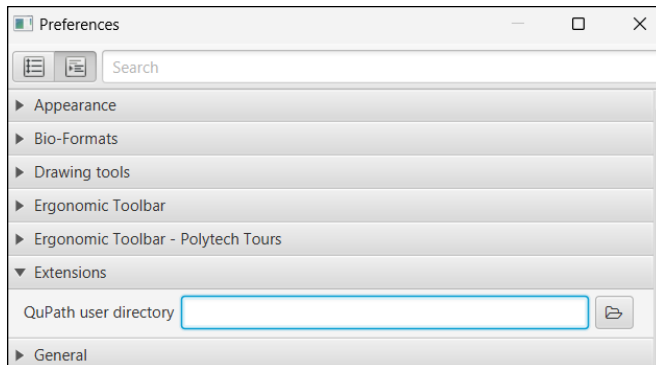 Preferences
Search
Appearance
Bio-Formats
Drawing tools
Ergonomic Toolbar
Ergonomic Toolbar - Polytech Tours
Extensions
QuPath user directory
General